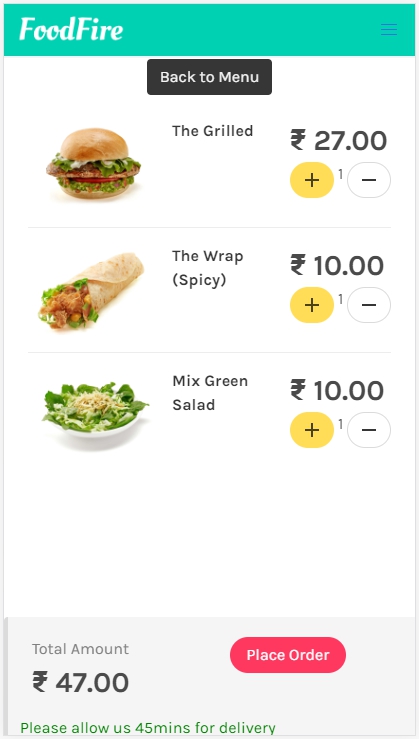 FoodFire
Back to Menu
The Grilled
₹ 27.00
+ 1 −
The Wrap
(Spicy)
₹ 10.00
+ 1 −
Mix Green
Salad
₹ 10.00
+ 1 −
Total Amount
₹ 47.00
Place Order
Please allow us 45mins for delivery